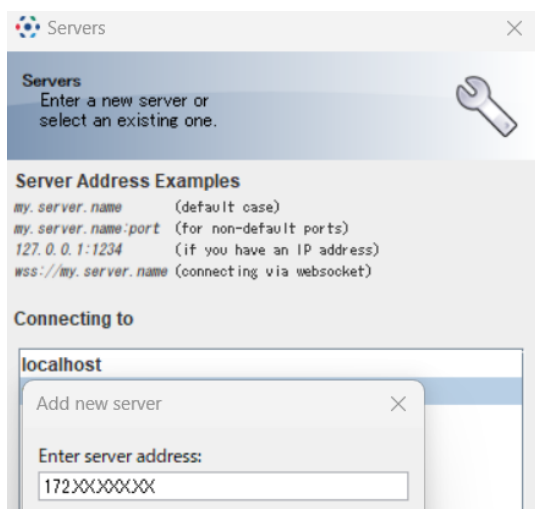 Servers
Servers
Enter a new server or
select an existing one.
Server Address Examples
my.server.name (default case)
my.server.name:port (for non-default ports)
127.0.0.1:1234 (if you have an IP address)
wss://my.server.name (connecting via websocket)
Connecting to
localhost
Add new server
Enter server address:
172.XX.XXX.XX